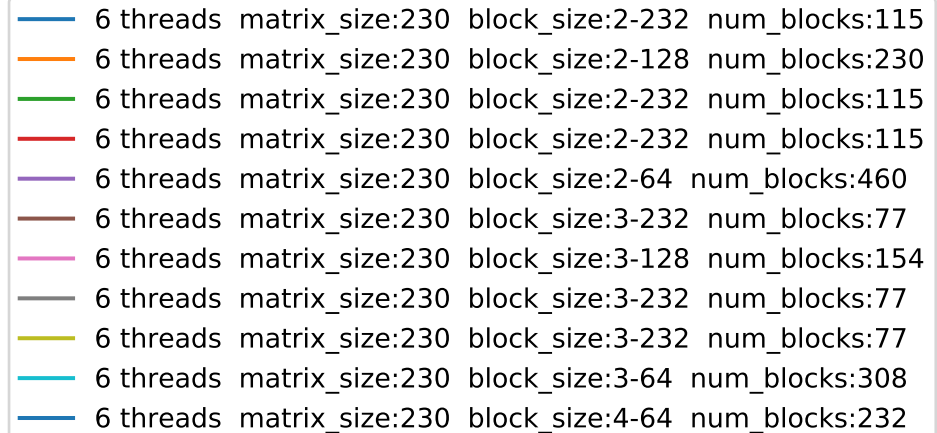 6 threads  matrix_size:230  block_size:2-232  num_blocks:115
6 threads  matrix_size:230  block_size:2-128  num_blocks:230
6 threads  matrix_size:230  block_size:2-232  num_blocks:115
6 threads  matrix_size:230  block_size:2-232  num_blocks:115
6 threads  matrix_size:230  block_size:2-64  num_blocks:460
6 threads  matrix_size:230  block_size:3-232  num_blocks:77
6 threads  matrix_size:230  block_size:3-128  num_blocks:154
6 threads  matrix_size:230  block_size:3-232  num_blocks:77
6 threads  matrix_size:230  block_size:3-232  num_blocks:77
6 threads  matrix_size:230  block_size:3-64  num_blocks:308
6 threads  matrix_size:230  block_size:4-64  num_blocks:232